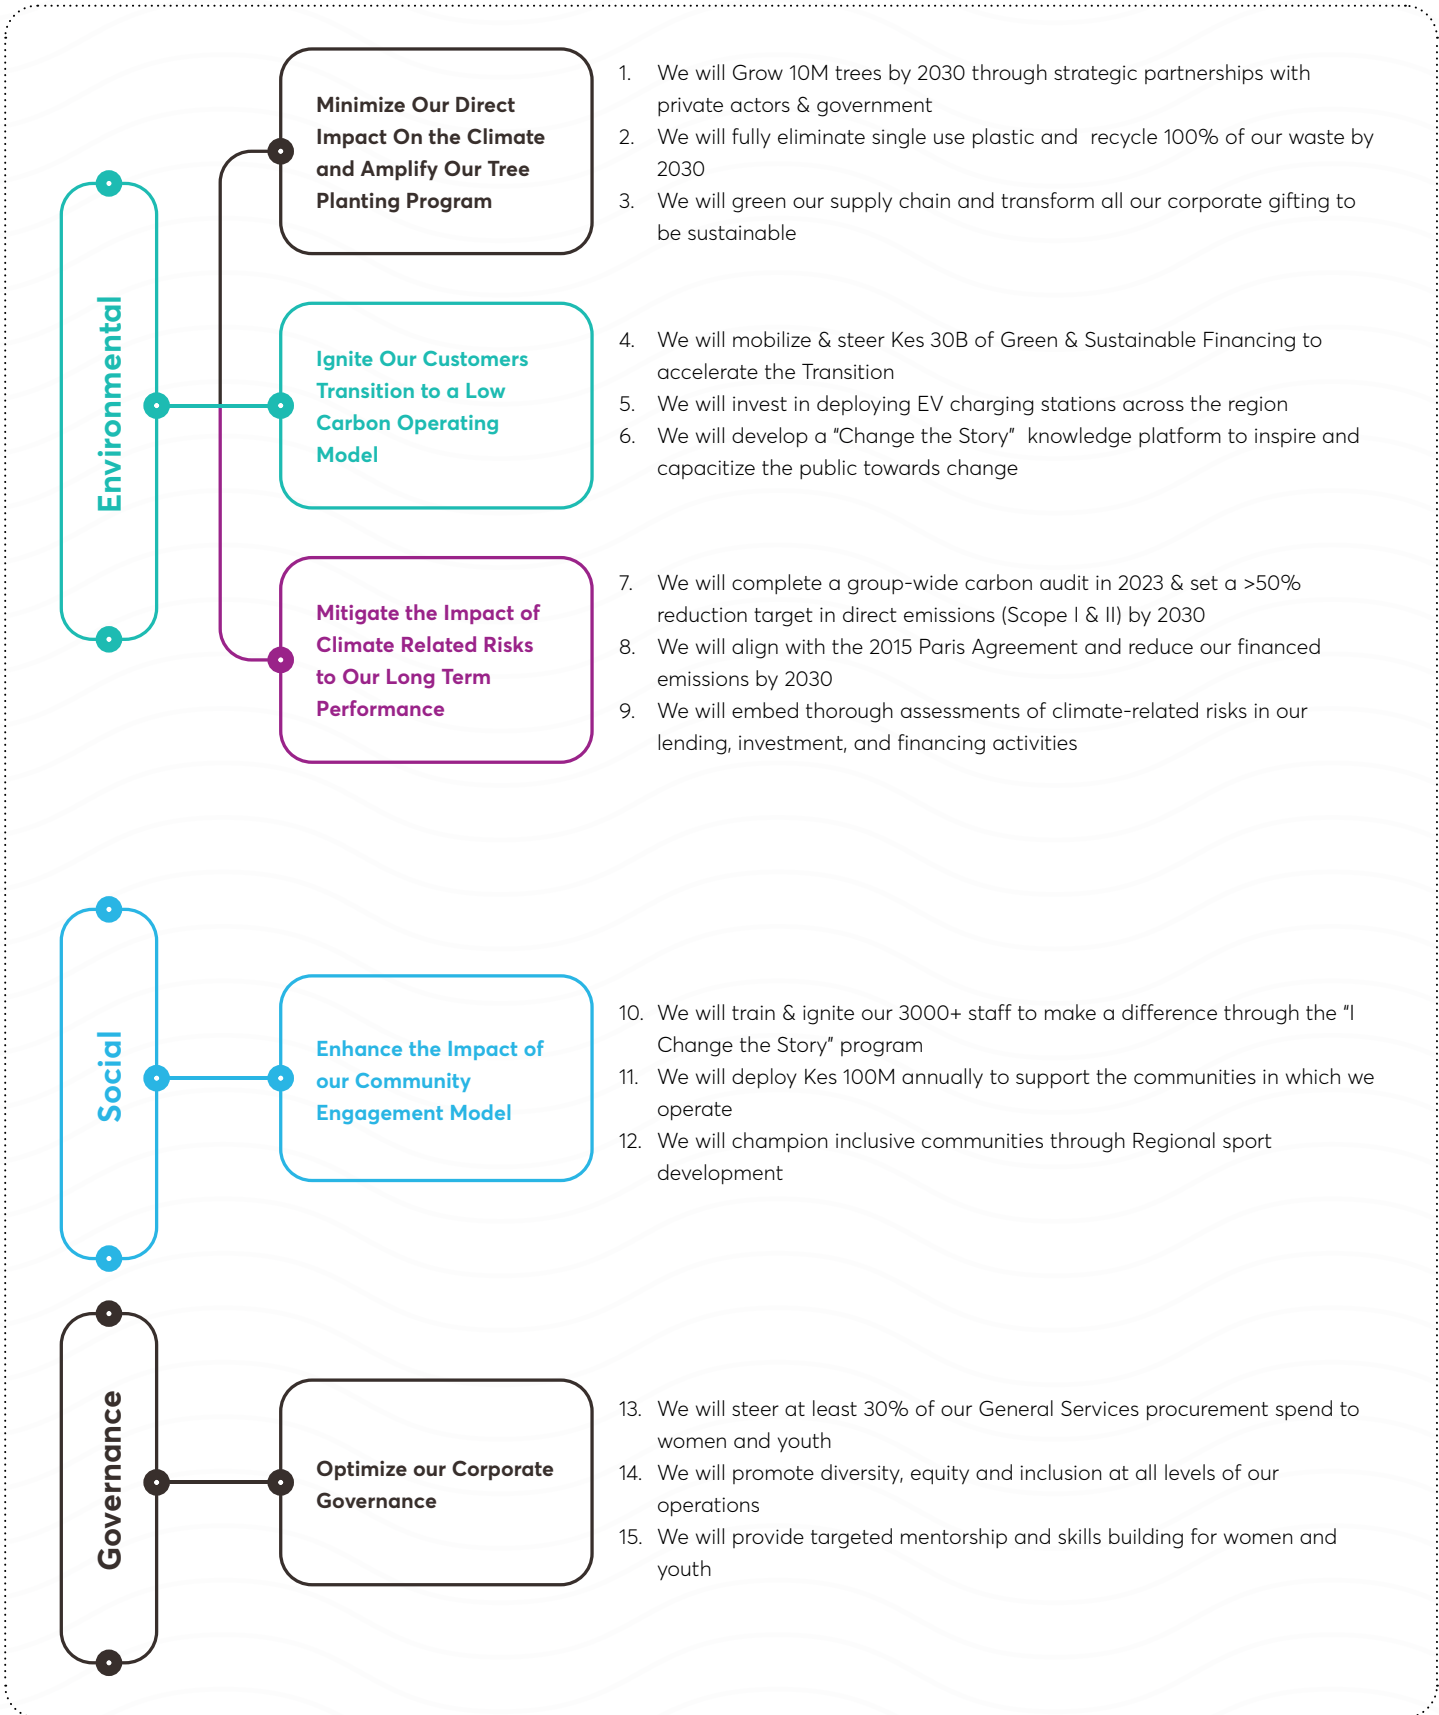 Environmental
Minimize Our Direct
Impact On the Climate
and Amplify Our Tree
Planting Program
1. We will Grow 10M trees by 2030 through strategic partnerships with
private actors & government
2. We will fully eliminate single use plastic and  recycle 100% of our waste by
2030
3. We will green our supply chain and transform all our corporate gifting to
be sustainable
Ignite Our Customers
Transition to a Low
Carbon Operating
Model
4. We will mobilize & steer Kes 30B of Green & Sustainable Financing to
accelerate the Transition
5. We will invest in deploying EV charging stations across the region
6. We will develop a “Change the Story”  knowledge platform to inspire and
capacitize the public towards change
Mitigate the Impact of
Climate Related Risks
to Our Long Term
Performance
7. We will complete a group-wide carbon audit in 2023 & set a >50%
reduction target in direct emissions (Scope I & II) by 2030
8. We will align with the 2015 Paris Agreement and reduce our financed
emissions by 2030
9. We will embed thorough assessments of climate-related risks in our
lending, investment, and financing activities
Social
Enhance the Impact of
our Community
Engagement Model
10. We will train & ignite our 3000+ staff to make a difference through the “I
Change the Story” program
11. We will deploy Kes 100M annually to support the communities in which we
operate
12. We will champion inclusive communities through Regional sport
development
Governance
Optimize our Corporate
Governance
13. We will steer at least 30% of our General Services procurement spend to
women and youth
14. We will promote diversity, equity and inclusion at all levels of our
operations
15. We will provide targeted mentorship and skills building for women and
youth